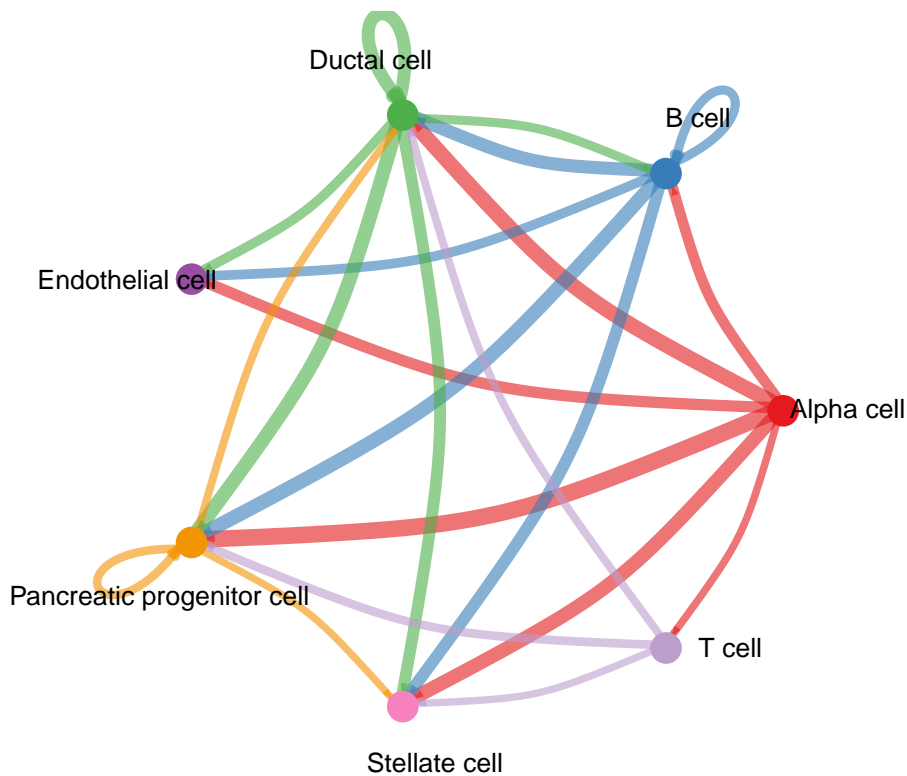 Ductal cell
B cell
Endothelial cell
Alpha cell
Pancreatic progenitor cell
T cell
Stellate cell